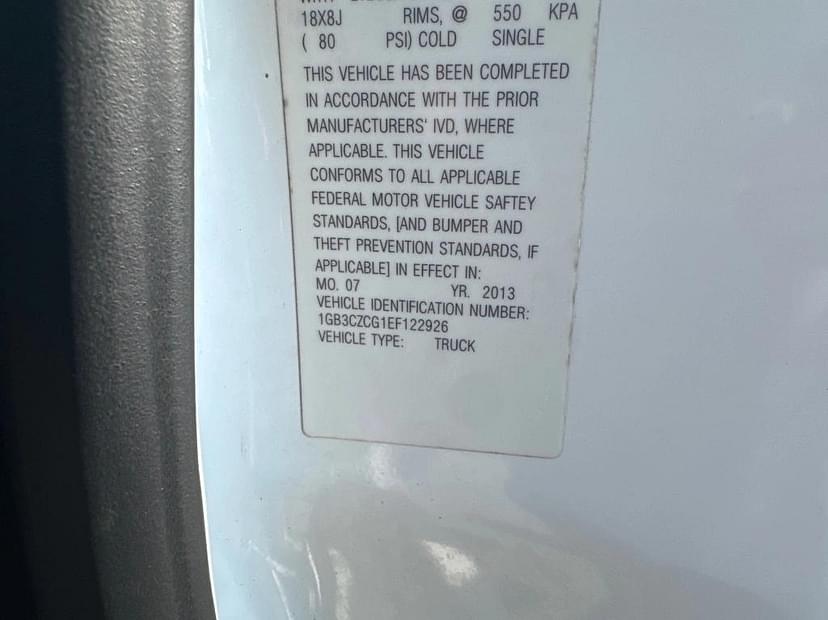 18X8J RIMS, @ 550 KPA
( 80 PSI) COLD SINGLE
THIS VEHICLE HAS BEEN COMPLETED
IN ACCORDANCE WITH THE PRIOR
MANUFACTURERS' IVD, WHERE
APPLICABLE. THIS VEHICLE
CONFORMS TO ALL APPLICABLE
FEDERAL MOTOR VEHICLE SAFTEY
STANDARDS, [AND BUMPER AND
THEFT PREVENTION STANDARDS, IF
APPLICABLE] IN EFFECT IN:
MO. 07 YR. 2013
VEHICLE IDENTIFICATION NUMBER:
1GB3CZCG1EF122926
VEHICLE TYPE: TRUCK